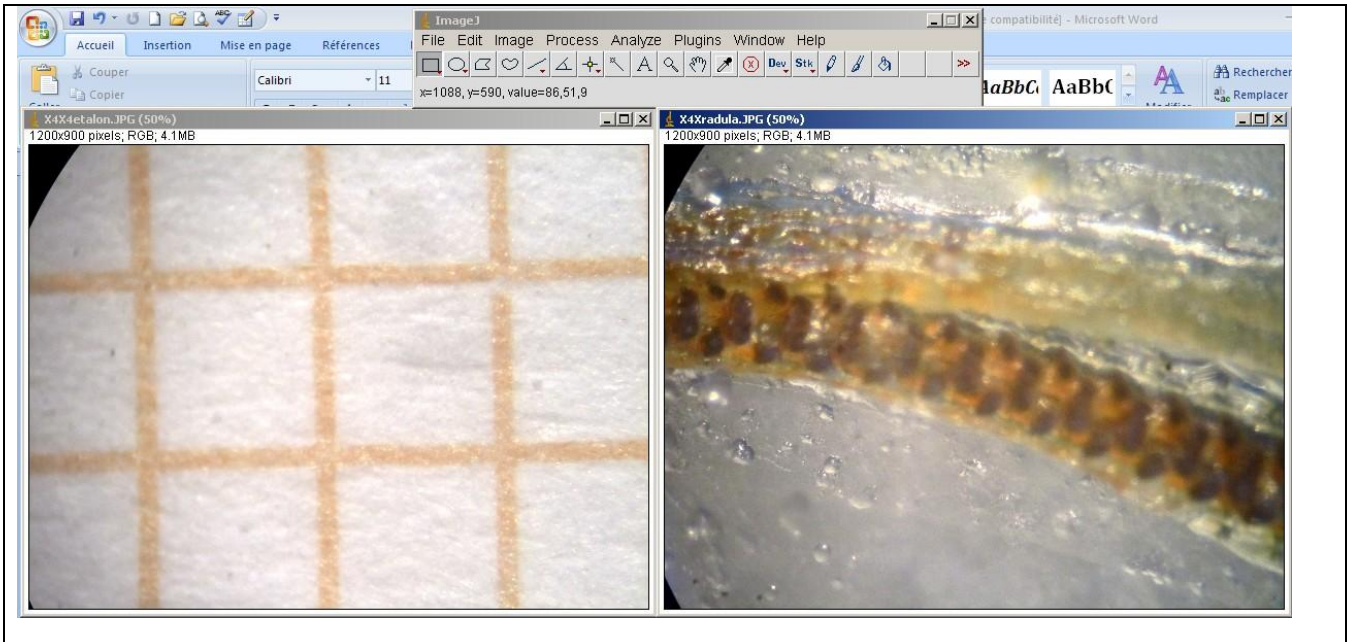 ImageJ
compatibilité] - Microsoft Word
Accueil Insertion Mise en page Références
File Edit Image Process Analyze Plugins Window Help
Couper
Copier
Calibri 11
Dev Stk >>
x=1088, y=590, value=86,51,9
AaBbC AaBbC
Rechercher
Remplacer
X4X4etalon.JPG (50%)
1200x900 pixels; RGB; 4.1MB
X4Xradula.JPG (50%)
1200x900 pixels; RGB; 4.1MB